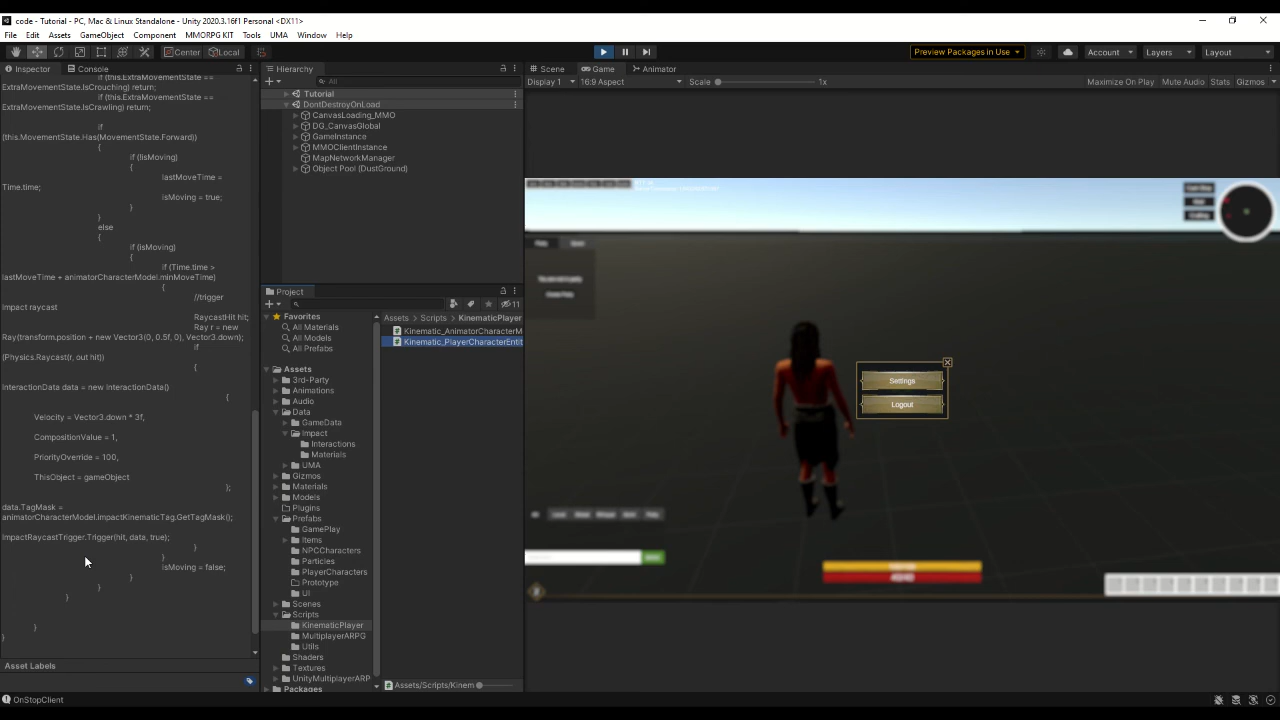 code - Tutorial - PC, Mac & Linux Standalone - Unity 2020.3.16f1 Personal <DX11>
File Edit Assets GameObject Component MMORPG KIT Tools UMA Window Help
Center Local
Preview Packages in Use
Account Layers Layout
Inspector Console
if (this.ExtraMovementState ==
ExtraMovementState.IsCrouching) return;
if (this.ExtraMovementState ==
ExtraMovementState.IsCrawling) return;
if
(this.MovementState.Has(MovementState.Forward))
{
if (!isMoving)
{
lastMoveTime =
Time.time;
isMoving = true;
}
}
else
{
if (isMoving)
{
if (Time.time >
lastMoveTime + animatorCharacterModel.minMoveTime)
{
//trigger
Impact raycast
RaycastHit hit;
Ray r = new
Ray(transform.position + new Vector3(0, 0.5f, 0), Vector3.down);
if
(Physics.Raycast(r, out hit))
{
InteractionData data = new InteractionData()
{
Velocity = Vector3.down * 3f,
CompositionValue = 1,
PriorityOverride = 100,
ThisObject = gameObject
};
data.TagMask =
animatorCharacterModel.impactKinematicTag.GetTagMask();
ImpactRaycastTrigger.Trigger(hit, data, true);
}
}
isMoving = false;
}
}
}
}
}
Asset Labels
OnStopClient
Hierarchy
All
Tutorial
DontDestroyOnLoad
CanvasLoading_MMO
DG_CanvasGlobal
GameInstance
MMOClientInstance
MapNetworkManager
Object Pool (DustGround)
Project
11
Favorites
All Materials
All Models
All Prefabs
Assets
3rd-Party
Animations
Audio
Data
GameData
Impact
Interactions
Materials
UMA
Gizmos
Materials
Models
Plugins
Prefabs
GamePlay
Items
NPCCharacters
Particles
PlayerCharacters
Prototype
UI
Scenes
Scripts
KinematicPlayer
MultiplayerARPG
Utils
Shaders
Textures
UnityMultiplayerARP
Packages
Assets Scripts KinematicPlayer
Kinematic_AnimatorCharacterM
Kinematic_PlayerCharacterEntit
Assets/Scripts/Kinem
Scene Game Animator
Display 1 16:9 Aspect Scale 1x Maximize On Play Mute Audio Stats Gizmos
Settings
Logout